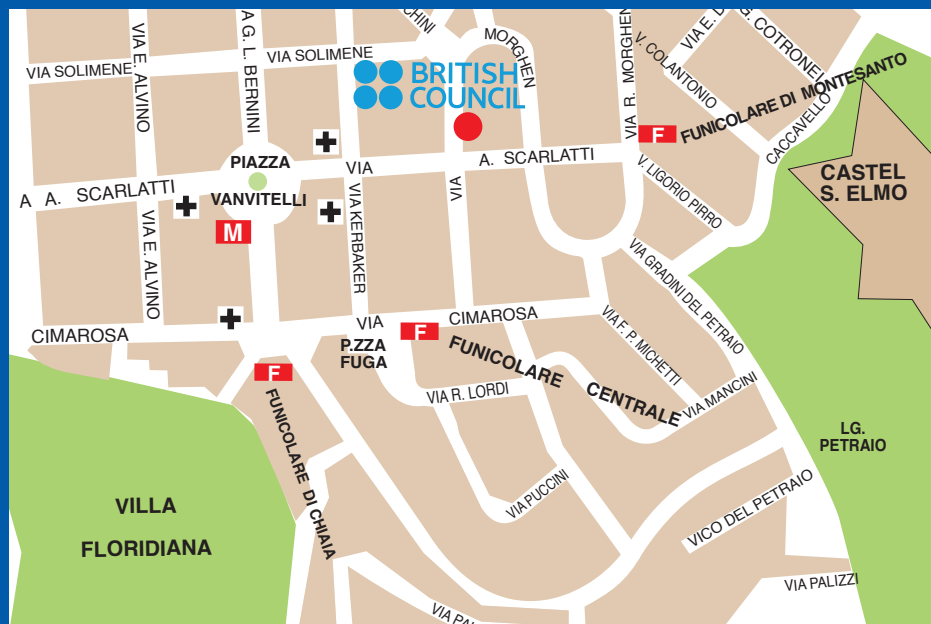 CHINI
MORGHEN
VIA E. D
G. COTRONEI
V. COLANTONIO
VIA R. MORGHEN
VIA E. ALVINO
A G. L. BERNINI
VIA SOLIMENE
VIA SOLIMENE
BRITISH
COUNCIL
F
FUNICOLARE DI MONTESANTO
CACCAVELLO
PIAZZA
VANVITELLI
VIA
A. SCARLATTI
A A. SCARLATTI
V. LIGORIO PIRRO
CASTEL
S. ELMO
VIA KERBAKER
VIA
VIA E. ALVINO
M
VIA GRADINI DEL PETRAIO
CIMAROSA
VIA
CIMAROSA
VIA F. P. MICHETTI
F
P.ZZA
FUGA
FUNICOLARE CENTRALE
F
FUNICOLARE DI CHIAIA
VIA R. LORDI
VIA MANCINI
LG.
PETRAIO
VILLA
FLORIDIANA
VIA PUCCINI
VICO DEL PETRAIO
VIA PALIZZI
VIA PAL